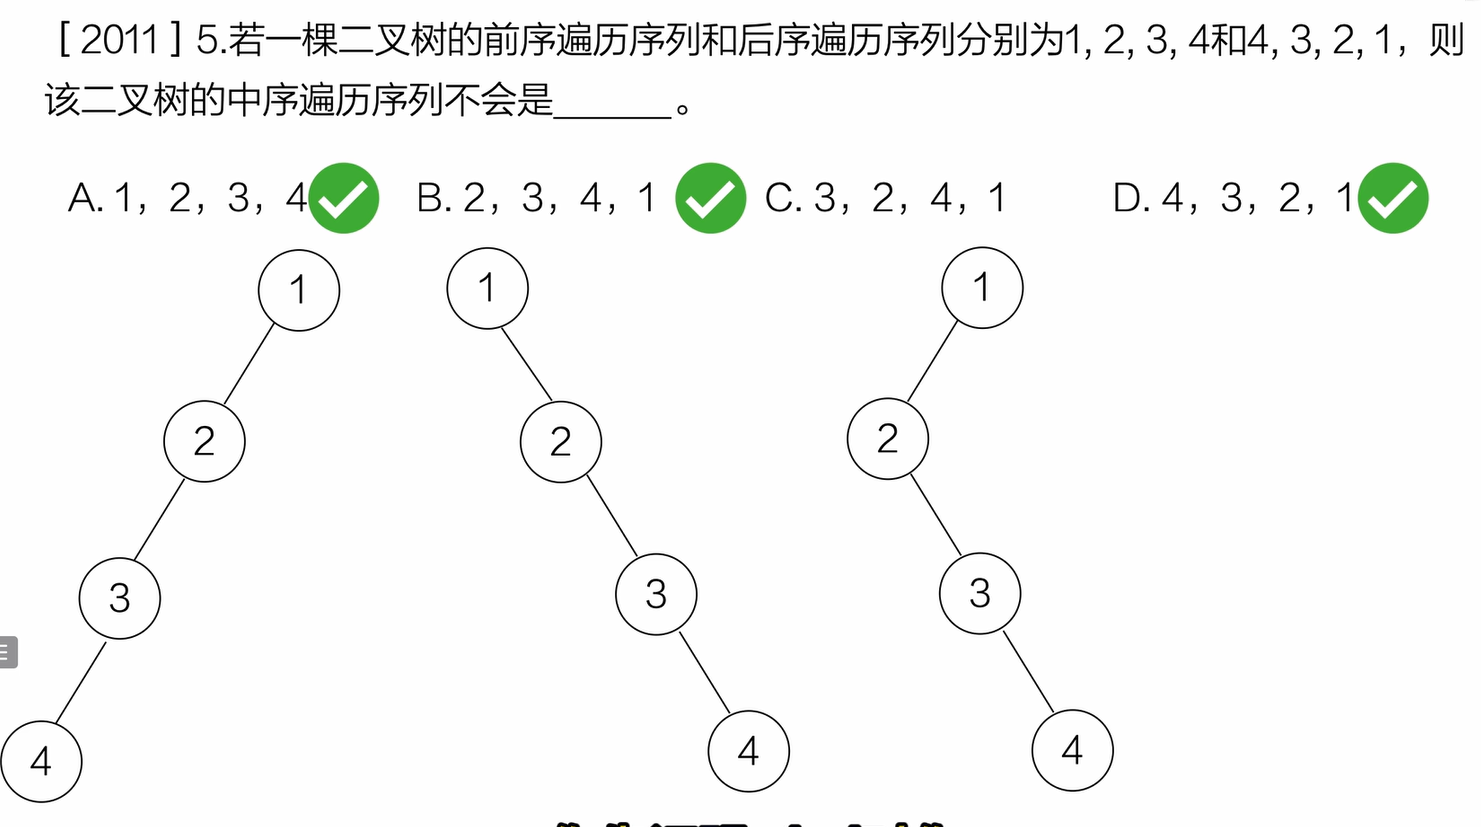 [ 2011 ] 5.若一棵二叉树的前序遍历序列和后序遍历序列分别为1, 2, 3, 4和4, 3, 2, 1，则
该二叉树的中序遍历序列不会是______。
A. 1，2，3，4 B. 2，3，4，1 C. 3，2，4，1 D. 4，3，2，1
1 1 1
2 2 2
3 3 3
4 4 4